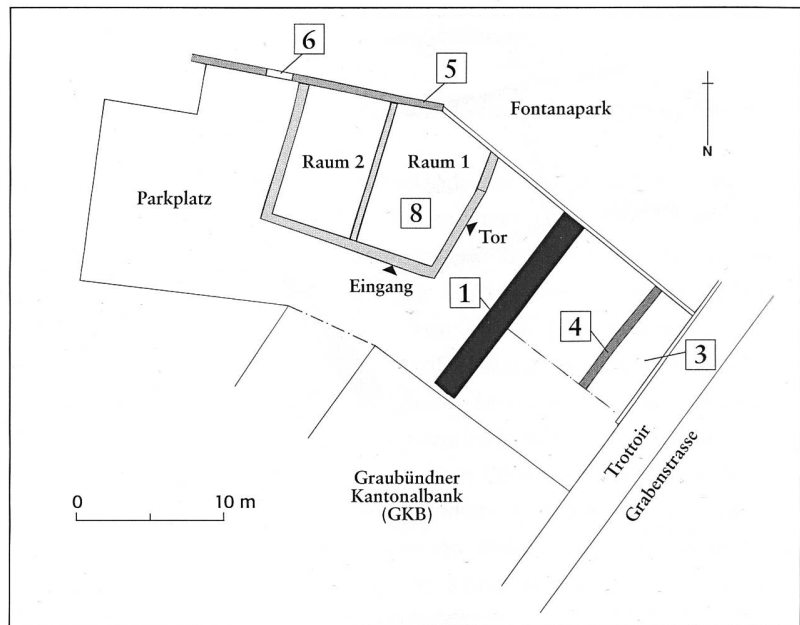 6
5
Fontanapark
N
Raum 2
Raum 1
Parkplatz
8
Tor
Eingang
1
4
3
Graubündner
Kantonalbank
(GKB)
Trottoir
Grabenstrasse
0
10 m